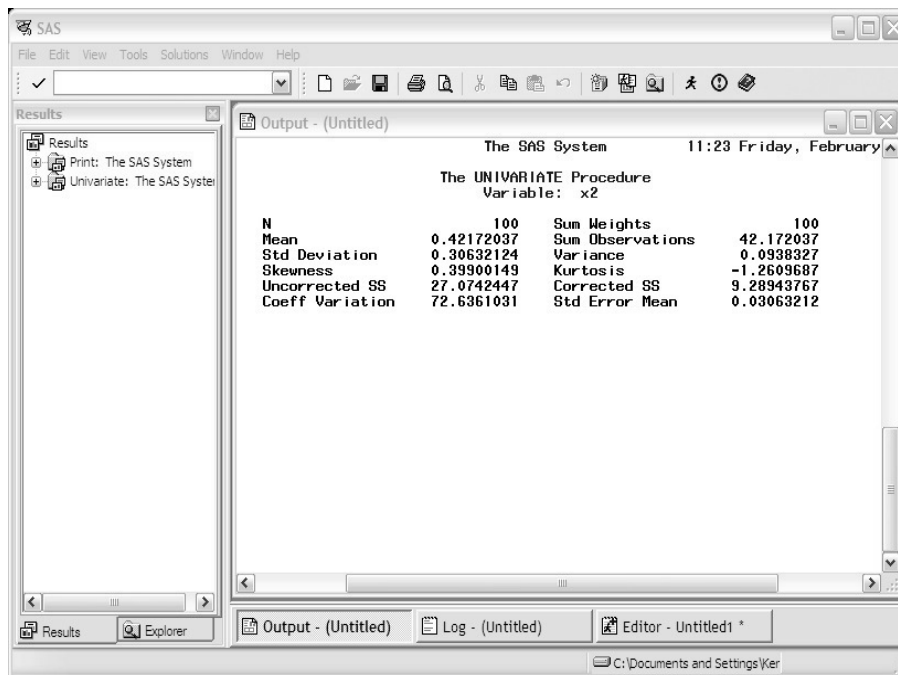 SAS
File Edit View Tools Solutions Window Help
Results
Results
Print: The SAS System
Univariate: The SAS Syster
Output - (Untitled)
The SAS System 11:23 Friday, February
The UNIVARIATE Procedure
Variable: x2
N 100 Sum Weights 100
Mean 0.42172037 Sum Observations 42.172037
Std Deviation 0.30632124 Variance 0.0938327
Skewness 0.39900149 Kurtosis -1.2609687
Uncorrected SS 27.0742447 Corrected SS 9.28943767
Coeff Variation 72.6361031 Std Error Mean 0.03063212
Results Explorer
Output - (Untitled) Log - (Untitled) Editor - Untitled1 *
C:\Documents and Settings\Ker